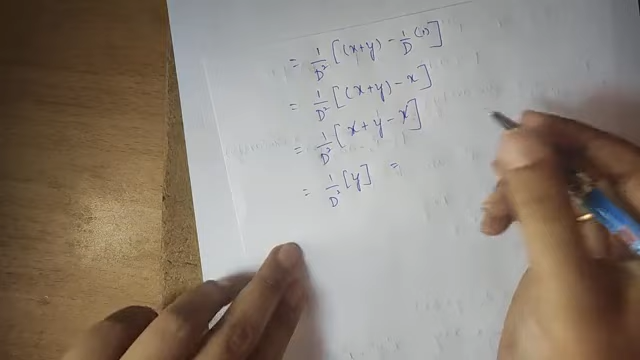 = 1/D² [(x+y) - 1/D (1)]
= 1/D² [(x+y) - x]
= 1/D² [x + y - x]
= 1/D² [y] =